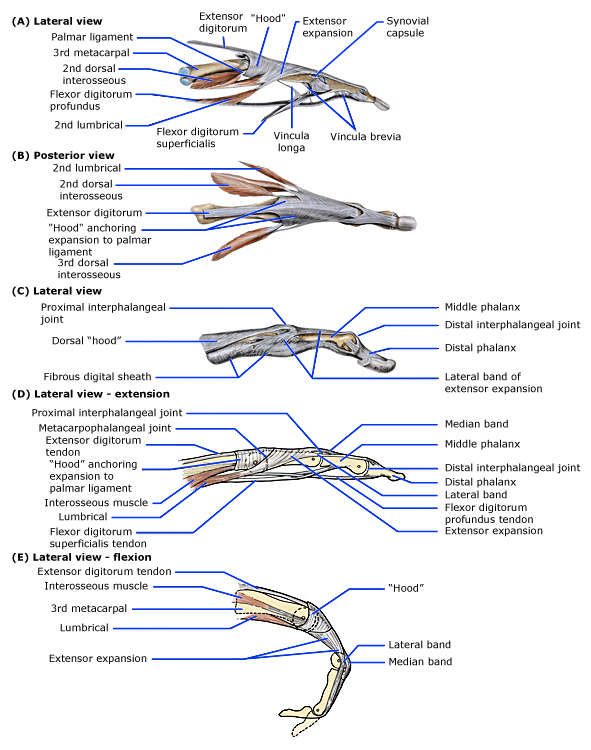 (A) Lateral view
Extensor
digitorum
"Hood"
Extensor
expansion
Synovial
capsule
Palmar ligament
3rd metacarpal
2nd dorsal
interosseous
Flexor digitorum
profundus
2nd lumbrical
Flexor digitorum
superficialis
Vincula
longa
Vincula brevia
(B) Posterior view
2nd lumbrical
2nd dorsal
interosseous
Extensor digitorum
"Hood" anchoring
expansion to palmar
ligament
3rd dorsal
interosseous
(C) Lateral view
Proximal interphalangeal
joint
Dorsal “hood”
Fibrous digital sheath
Middle phalanx
Distal interphalangeal joint
Distal phalanx
Lateral band of
extensor expansion
(D) Lateral view - extension
Proximal interphalangeal joint
Metacarpophalangeal joint
Extensor digitorum
tendon
“Hood” anchoring
expansion to
palmar ligament
Interosseous muscle
Lumbrical
Flexor digitorum
superficialis tendon
Median band
Middle phalanx
Distal interphalangeal joint
Distal phalanx
Lateral band
Flexor digitorum
profundus tendon
Extensor expansion
(E) Lateral view - flexion
Extensor digitorum tendon
Interosseous muscle
3rd metacarpal
Lumbrical
Extensor expansion
“Hood”
Lateral band
Median band